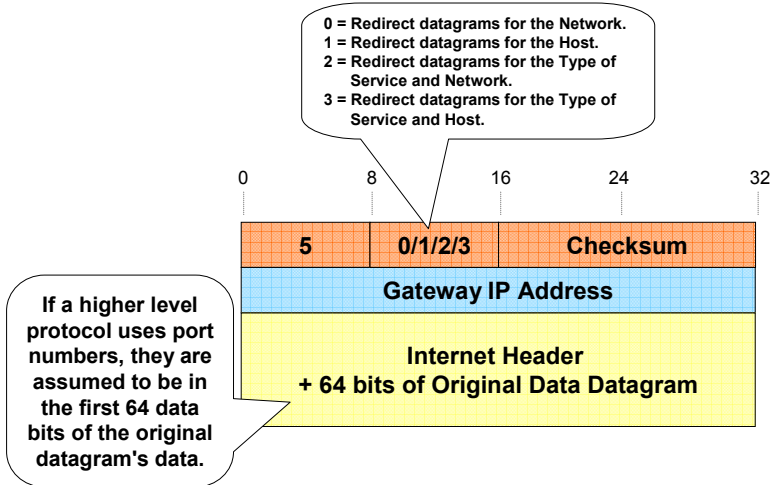 0 = Redirect datagrams for the Network.
1 = Redirect datagrams for the Host.
2 = Redirect datagrams for the Type of
Service and Network.
3 = Redirect datagrams for the Type of
Service and Host.
0 8 16 24 32
5 0/1/2/3 Checksum
Gateway IP Address
Internet Header
+ 64 bits of Original Data Datagram
If a higher level
protocol uses port
numbers, they are
assumed to be in
the first 64 data
bits of the original
datagram's data.